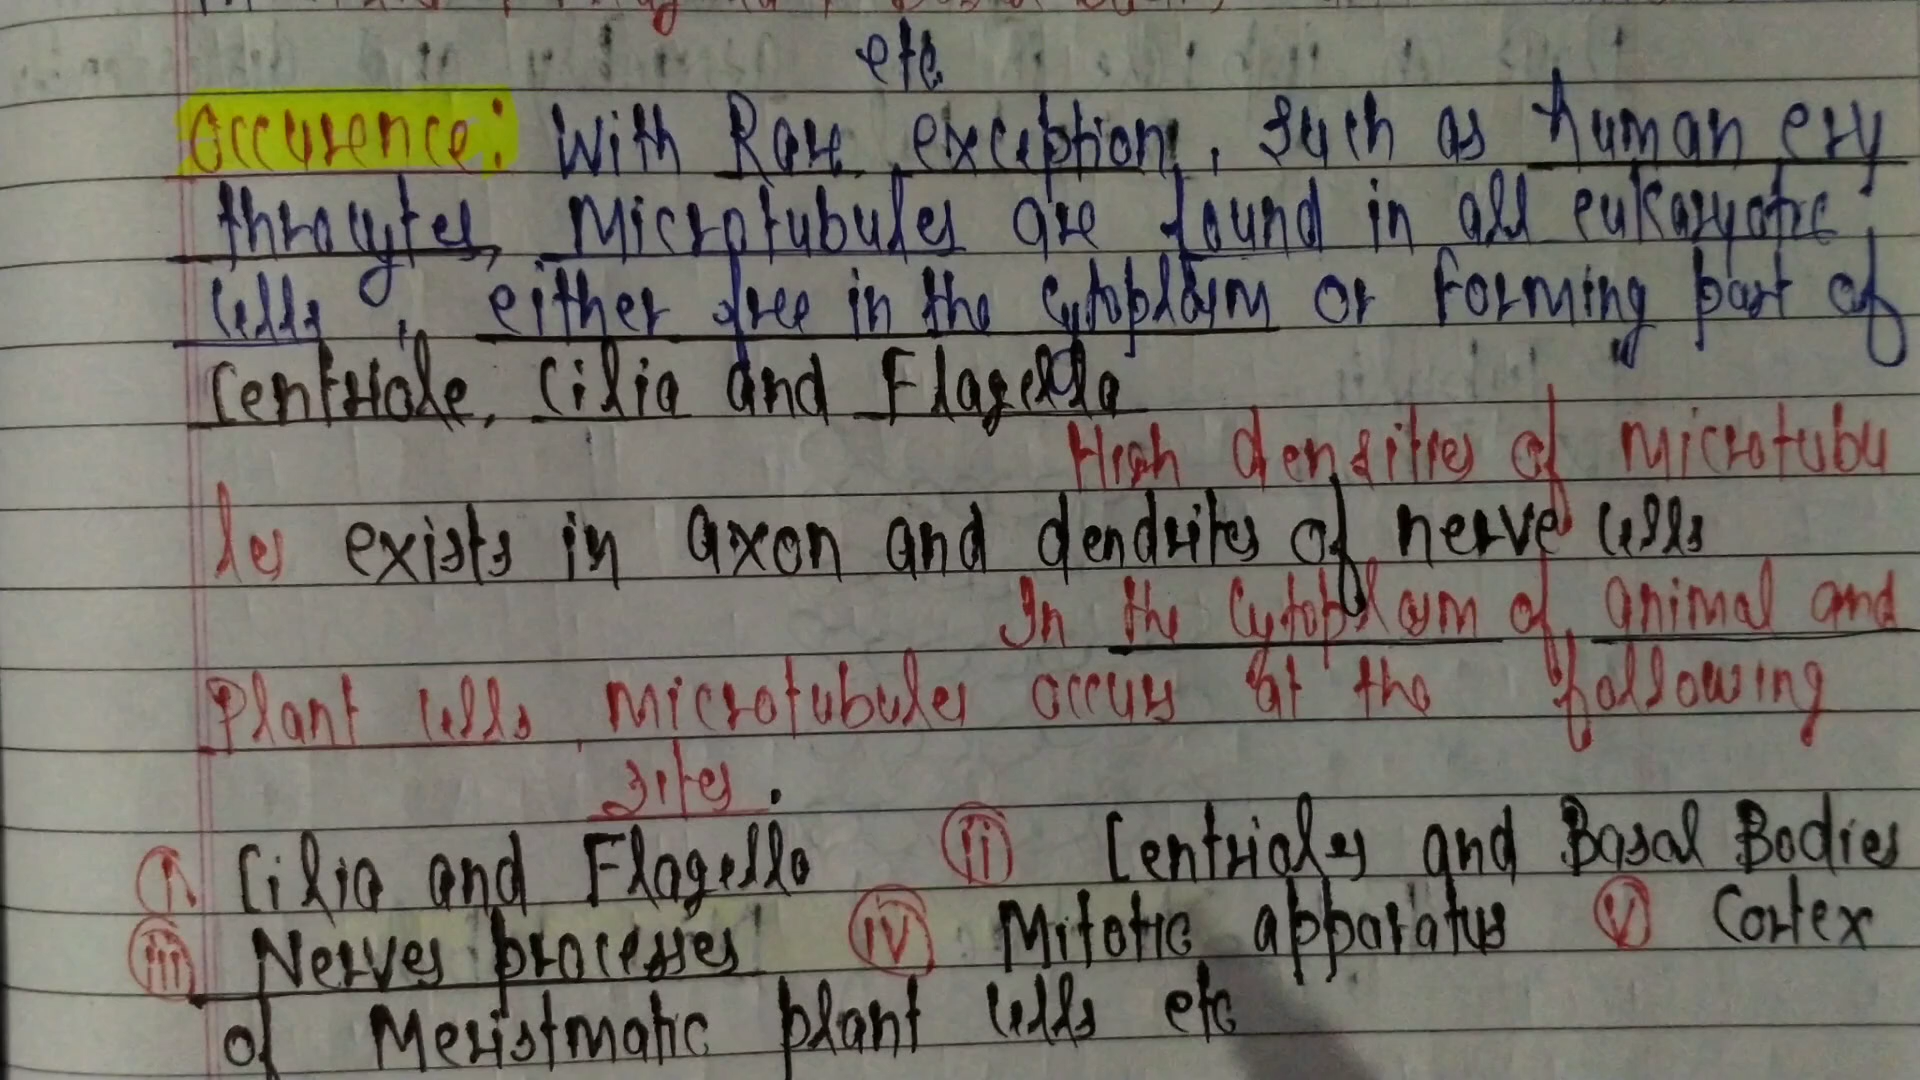 etc
Occurence: With Rare exception, such as human ery
throcytes, Microtubules are found in all eukaryotic
cells, either free in the cytoplasm or Forming part of
Centriole, Cilia and Flagella
High densities of microtubu
les exists in axon and dendrites of nerve cells
In the cytoplasm of animal and
Plant cells, microtubules occurs at the following
sites.
i. Cilia and Flagella (ii) Centrioles and Basal Bodies
(iii) Nerves processes (iv) Mitotic apparatus (v) Cortex
of Meristmatic plant cells etc